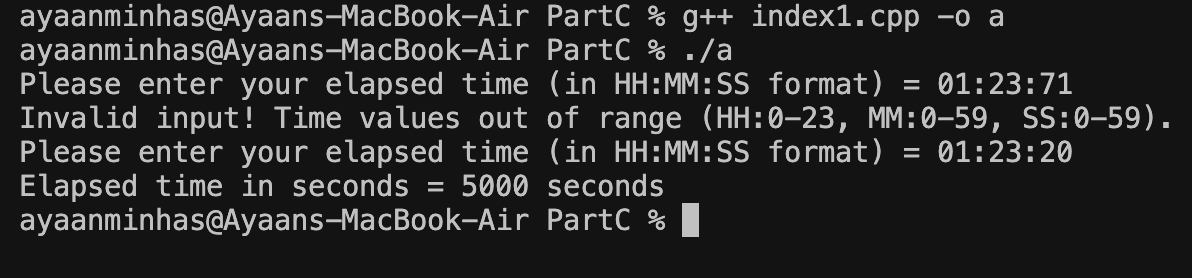 ayaanminhas@Ayaans-MacBook-Air PartC % g++ index1.cpp -o a
ayaanminhas@Ayaans-MacBook-Air PartC % ./a
Please enter your elapsed time (in HH:MM:SS format) = 01:23:71
Invalid input! Time values out of range (HH:0-23, MM:0-59, SS:0-59).
Please enter your elapsed time (in HH:MM:SS format) = 01:23:20
Elapsed time in seconds = 5000 seconds
ayaanminhas@Ayaans-MacBook-Air PartC %